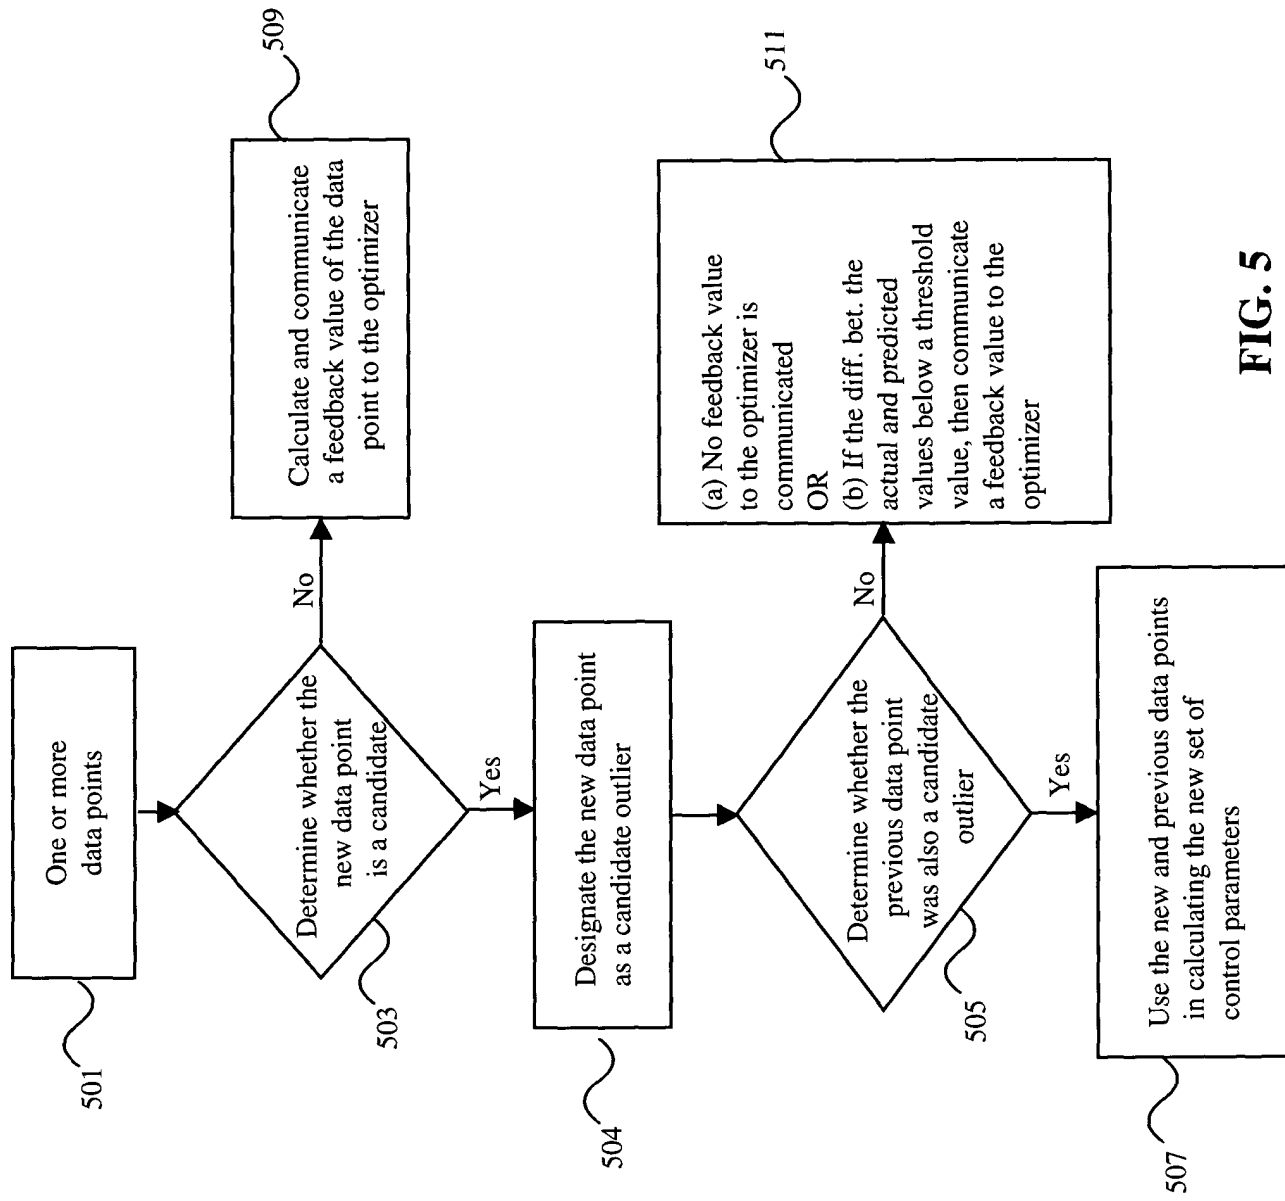 One or more
data points
501
Determine whether the
new data point
is a candidate
503
No
Calculate and communicate
a feedback value of the data
point to the optimizer
509
Yes
Designate the new data point
as a candidate outlier
504
Determine whether the
previous data point
was also a candidate
outlier
505
No
(a) No feedback value
to the optimizer is
communicated
OR
(b) If the diff. bet. the
actual and predicted
values below a threshold
value, then communicate
a feedback value to the
optimizer
511
Yes
Use the new and previous data points
in calculating the new set of
control parameters
507
FIG. 5